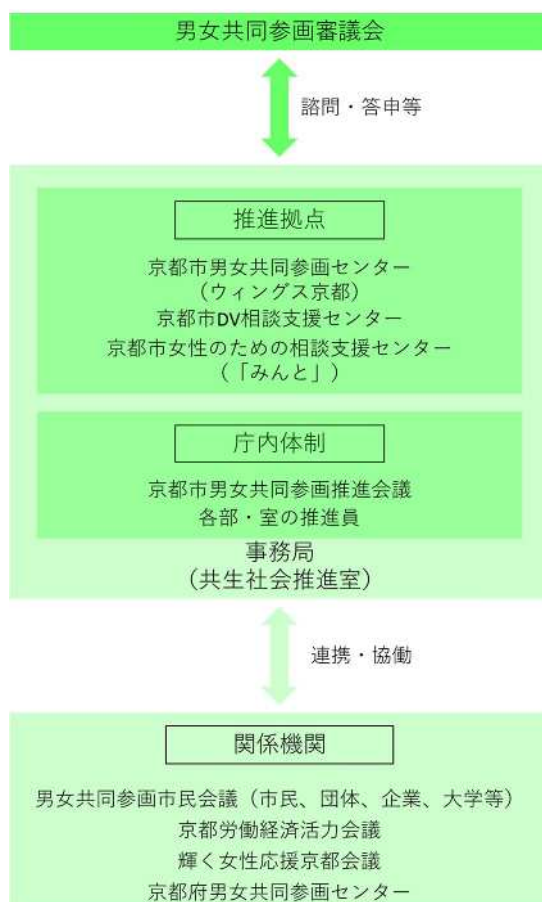 男女共同参画審議会
諮問・答申等
推進拠点
京都市男女共同参画センター
（ウィングス京都）
京都市DV相談支援センター
京都市女性のための相談支援センター
（「みんと」）
庁内体制
京都市男女共同参画推進会議
各部・室の推進員
事務局
（共生社会推進室）
連携・協働
関係機関
男女共同参画市民会議（市民、団体、企業、大学等）
京都労働経済活力会議
輝く女性応援京都会議
京都府男女共同参画センター